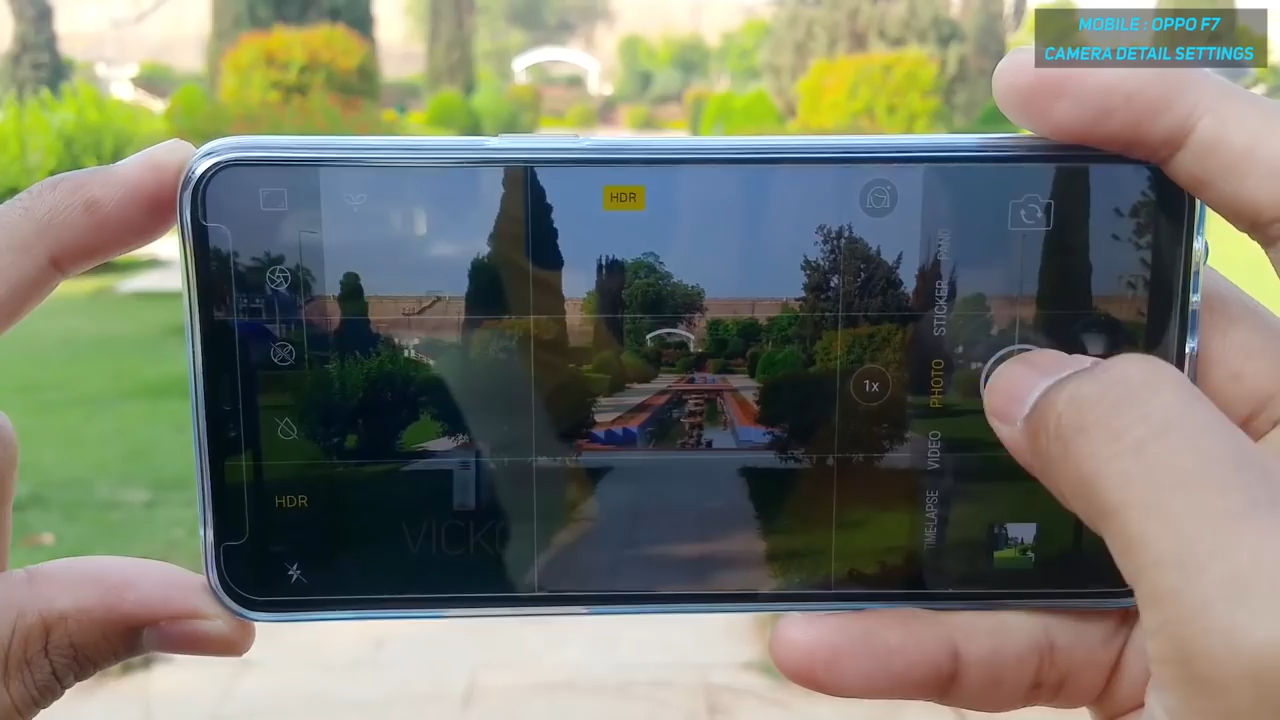 MOBILE : OPPO F7
CAMERA DETAIL SETTINGS
HDR
PANO
STICKER
1x
PHOTO
VIDEO
TIME-LAPSE
HDR